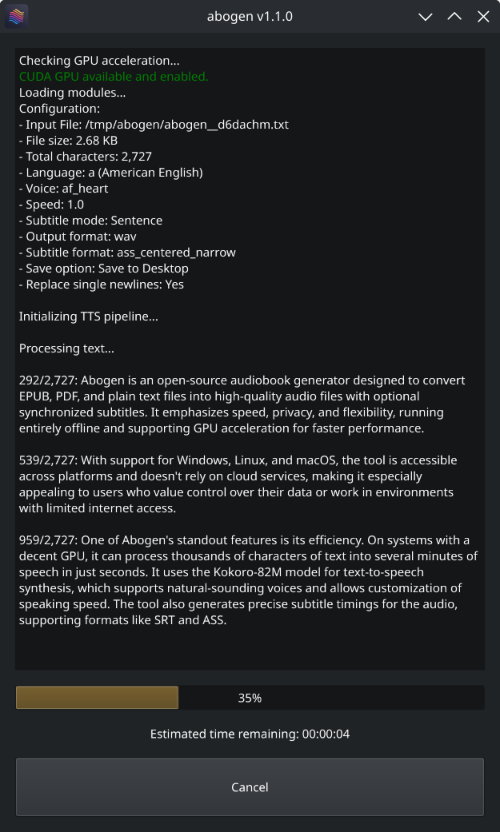 abogen v1.1.0
Checking GPU acceleration...
CUDA GPU available and enabled.
Loading modules...
Configuration:
- Input File: /tmp/abogen/abogen__d6dachm.txt
- File size: 2.68 KB
- Total characters: 2,727
- Language: a (American English)
- Voice: af_heart
- Speed: 1.0
- Subtitle mode: Sentence
- Output format: wav
- Subtitle format: ass_centered_narrow
- Save option: Save to Desktop
- Replace single newlines: Yes
Initializing TTS pipeline...
Processing text...
292/2,727: Abogen is an open-source audiobook generator designed to convert
EPUB, PDF, and plain text files into high-quality audio files with optional
synchronized subtitles. It emphasizes speed, privacy, and flexibility, running
entirely offline and supporting GPU acceleration for faster performance.
539/2,727: With support for Windows, Linux, and macOS, the tool is accessible
across platforms and doesn't rely on cloud services, making it especially
appealing to users who value control over their data or work in environments
with limited internet access.
959/2,727: One of Abogen's standout features is its efficiency. On systems with a
decent GPU, it can process thousands of characters of text into several minutes of
speech in just seconds. It uses the Kokoro-82M model for text-to-speech
synthesis, which supports natural-sounding voices and allows customization of
speaking speed. The tool also generates precise subtitle timings for the audio,
supporting formats like SRT and ASS.
35%
Estimated time remaining: 00:00:04
Cancel